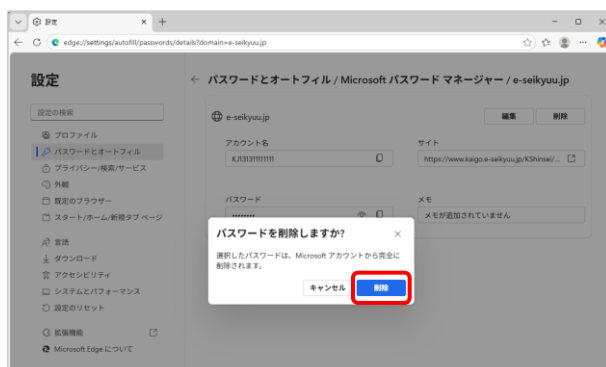 設定
edge://settings/autofill/passwords/details?domain=e-seikyuu.jp
設定
パスワードとオートフィル / Microsoft パスワード マネージャー / e-seikyuu.jp
設定の検索
プロファイル
パスワードとオートフィル
プライバシー/検索/サービス
外観
既定のブラウザー
スタート/ホーム/新規タブ ページ
言語
ダウンロード
アクセシビリティ
システムとパフォーマンス
設定のリセット
拡張機能
Microsoft Edge について
e-seikyuu.jp
編集
削除
アカウント名
サイト
https://www.kaigo.e-seikyuu.jp/KShinsei/...
パスワード
メモ
メモが追加されていません
パスワードを削除しますか?
選択したパスワードは、Microsoft アカウントから完全に
削除されます。
キャンセル
削除